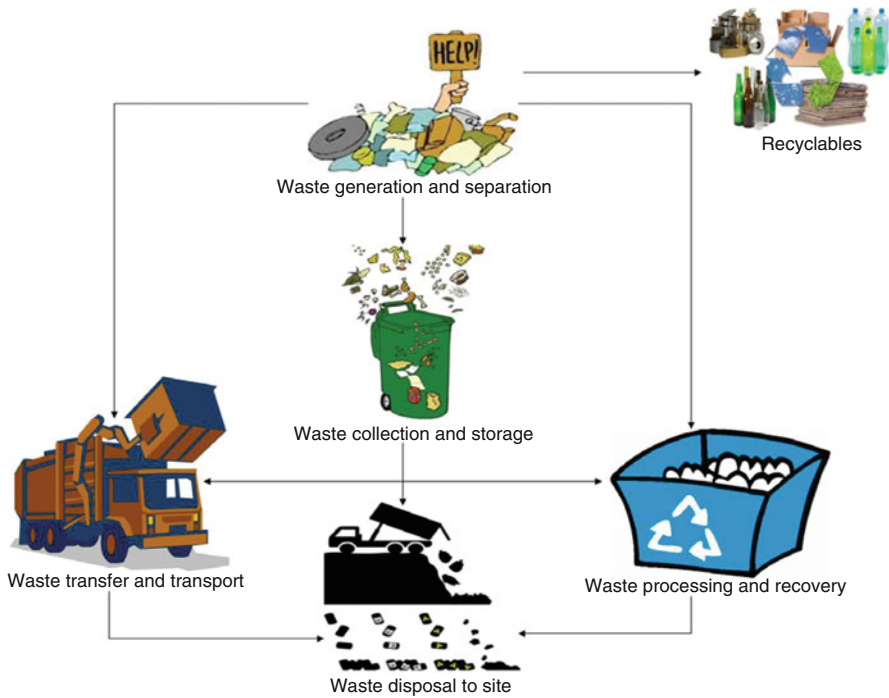 HELP!
Recyclables
Waste generation and separation
Waste collection and storage
Waste transfer and transport
Waste processing and recovery
Waste disposal to site